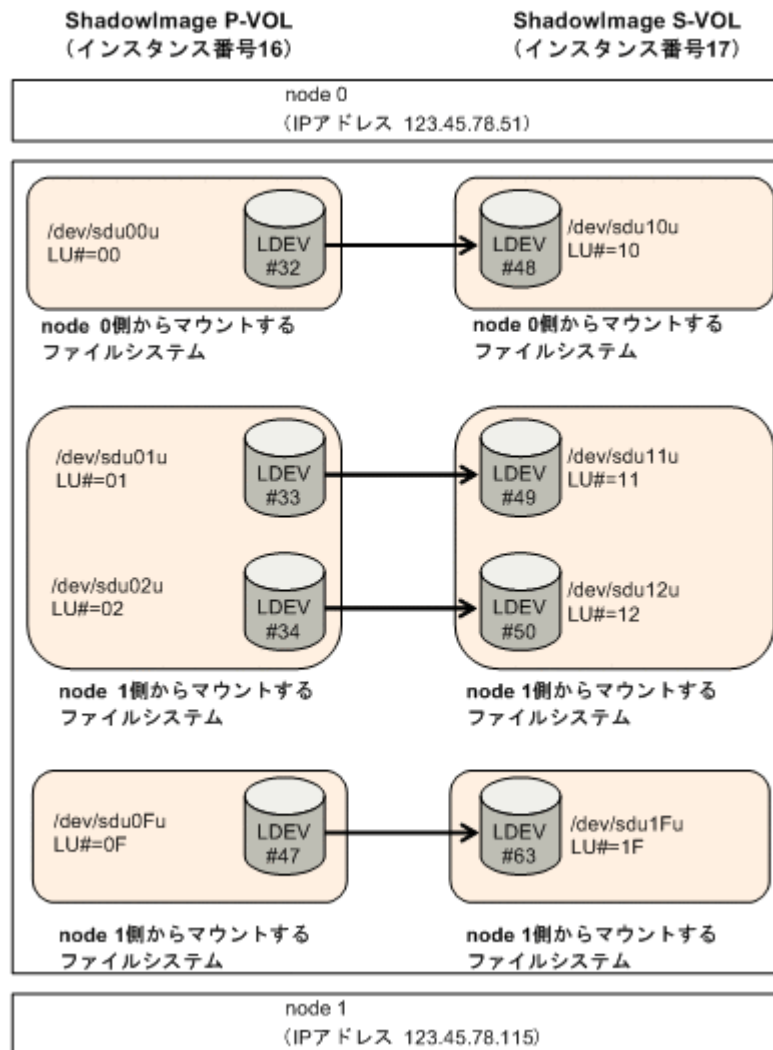 ShadowImage P-VOL
(インスタンス番号16)
ShadowImage S-VOL
(インスタンス番号17)
node 0
(IPアドレス 123.45.78.51)
/dev/sdu00u
LU#=00
LDEV
#32
LDEV
#48
/dev/sdu10u
LU#=10
node 0側からマウントする
ファイルシステム
node 0側からマウントする
ファイルシステム
/dev/sdu01u
LU#=01
LDEV
#33
LDEV
#49
/dev/sdu11u
LU#=11
/dev/sdu02u
LU#=02
LDEV
#34
LDEV
#50
/dev/sdu12u
LU#=12
node 1側からマウントする
ファイルシステム
node 1側からマウントする
ファイルシステム
/dev/sdu0Fu
LU#=0F
LDEV
#47
LDEV
#63
/dev/sdu1Fu
LU#=1F
node 1側からマウントする
ファイルシステム
node 1側からマウントする
ファイルシステム
node 1
(IPアドレス 123.45.78.115)